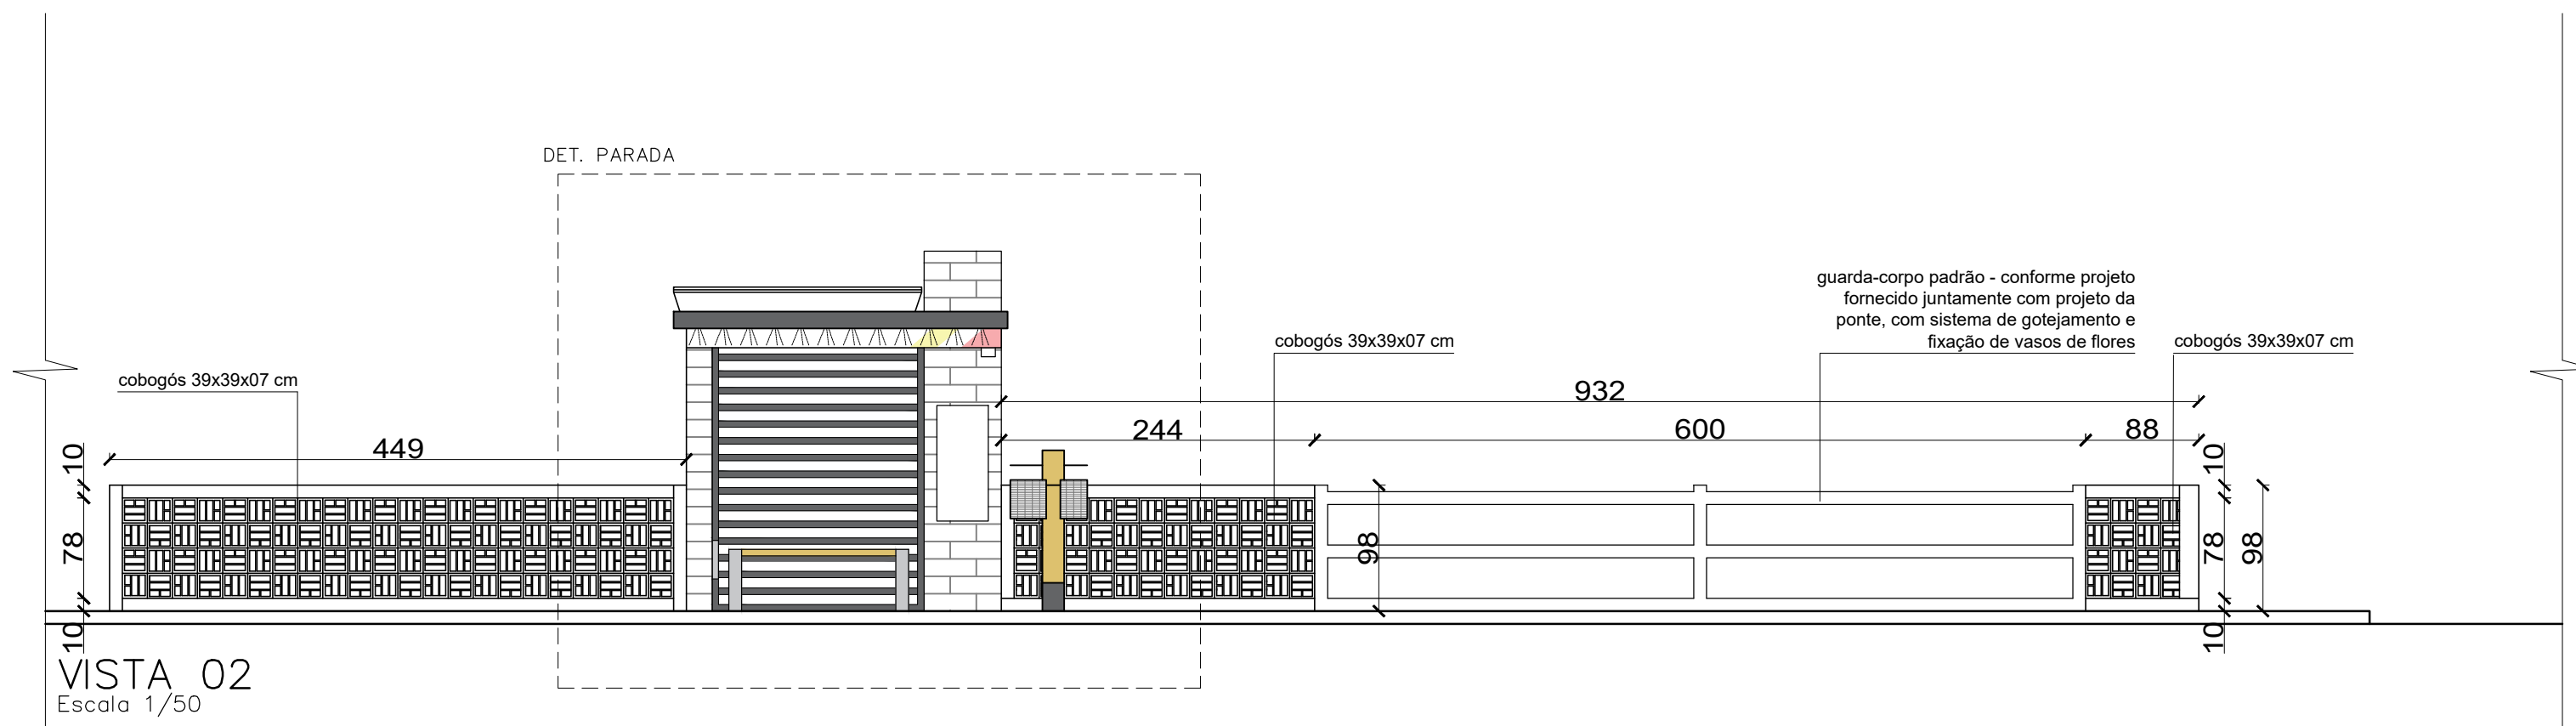 DET. PARADA
guarda-corpo padrão - conforme projeto
fornecido juntamente com projeto da
ponte, com sistema de gotejamento e
fixação de vasos de flores
cobogós 39x39x07 cm
cobogós 39x39x07 cm
cobogós 39x39x07 cm
932
449
244
600
88
10
78
10
98
10
78
10
98
VISTA 02
Escala 1/50